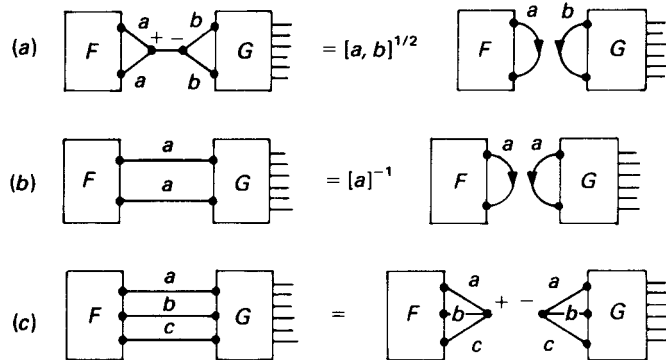 (a) F a a + − b b G = [a, b]^{1/2} F a b G
(b) F a a G = [a]^{-1} F a a G
(c) F a b c G = F a b c + − a b c G